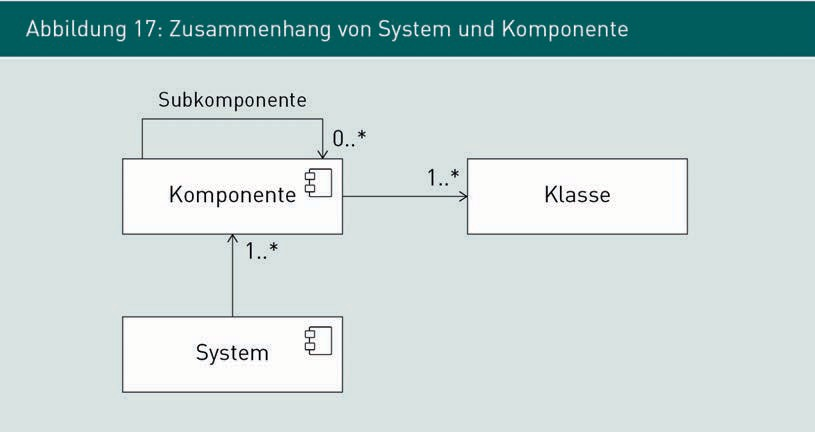 Abbildung 17: Zusammenhang von System und Komponente
Subkomponente
0..*
Komponente
1..*
Klasse
1..*
System